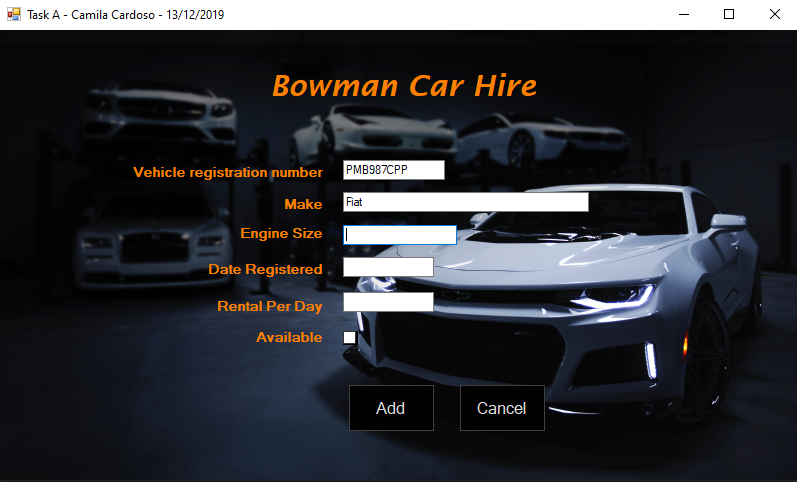 Task A - Camila Cardoso - 13/12/2019
Bowman Car Hire
Vehicle registration number PMB987CPP
Make Fiat
Engine Size
Date Registered
Rental Per Day
Available
Add Cancel